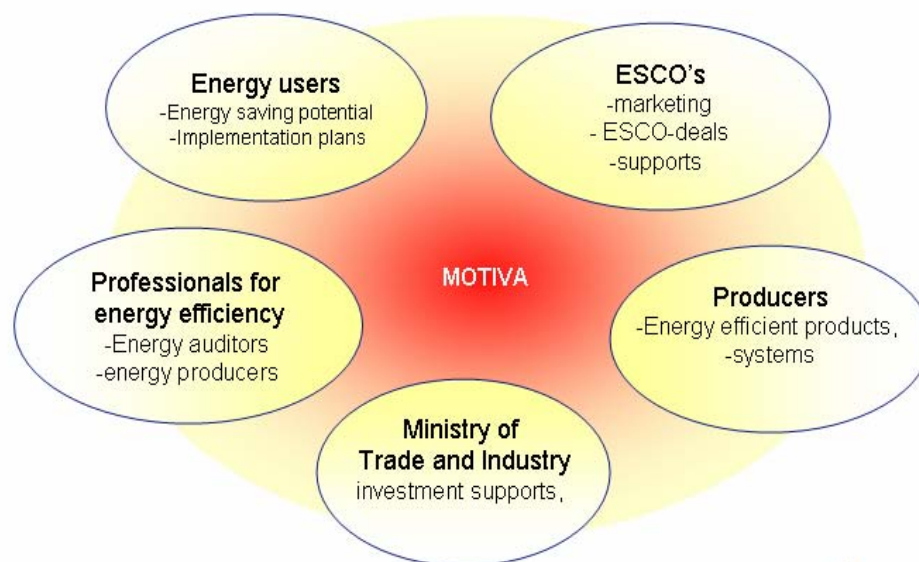 Energy users
-Energy saving potential
-Implementation plans
ESCO's
-marketing
- ESCO-deals
-supports
MOTIVA
Professionals for
energy efficiency
-Energy auditors
-energy producers
Producers
-Energy efficient products,
-systems
Ministry of
Trade and Industry
investment supports,